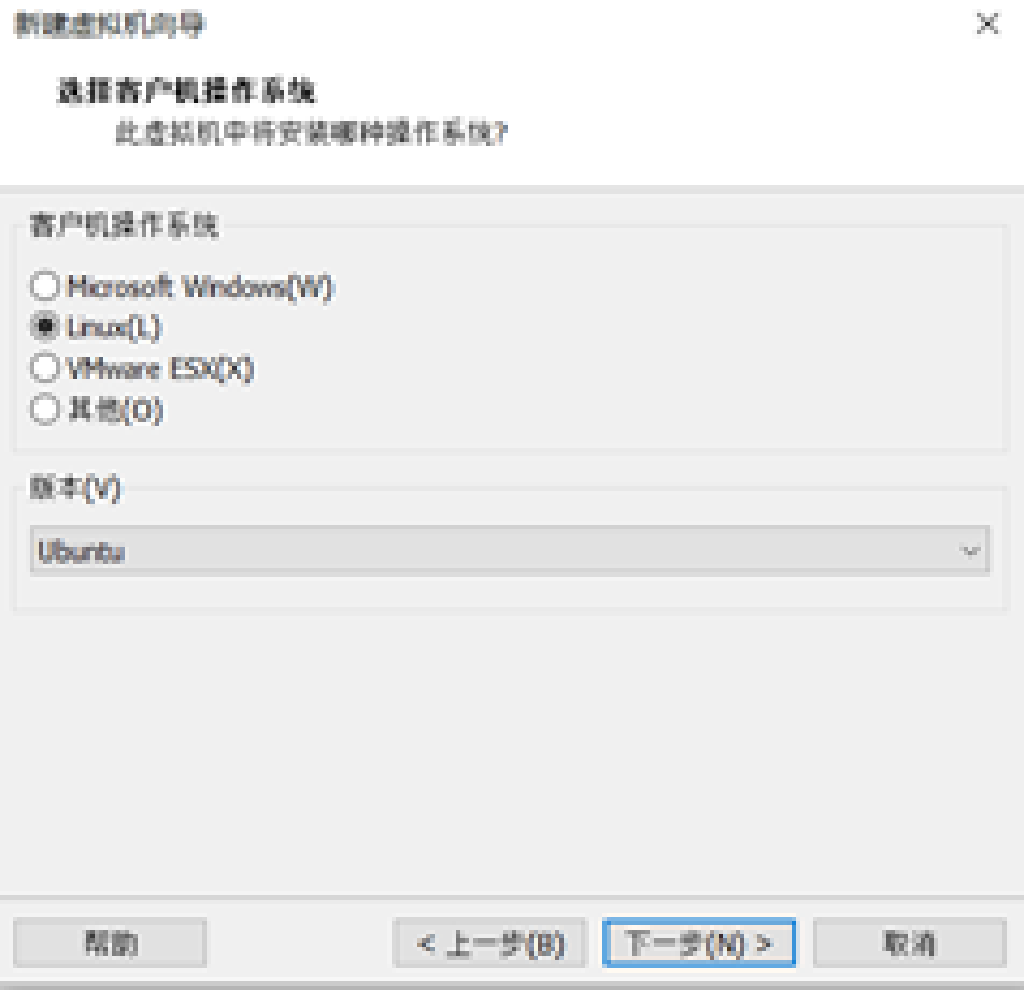 新建虚拟机向导
选择客户机操作系统
此虚拟机中将安装哪种操作系统?
客户机操作系统
Microsoft Windows(W)
Linux(L)
VMware ESX(X)
其他(O)
版本(V)
Ubuntu
帮助
< 上一步(B)
下一步(N) >
取消